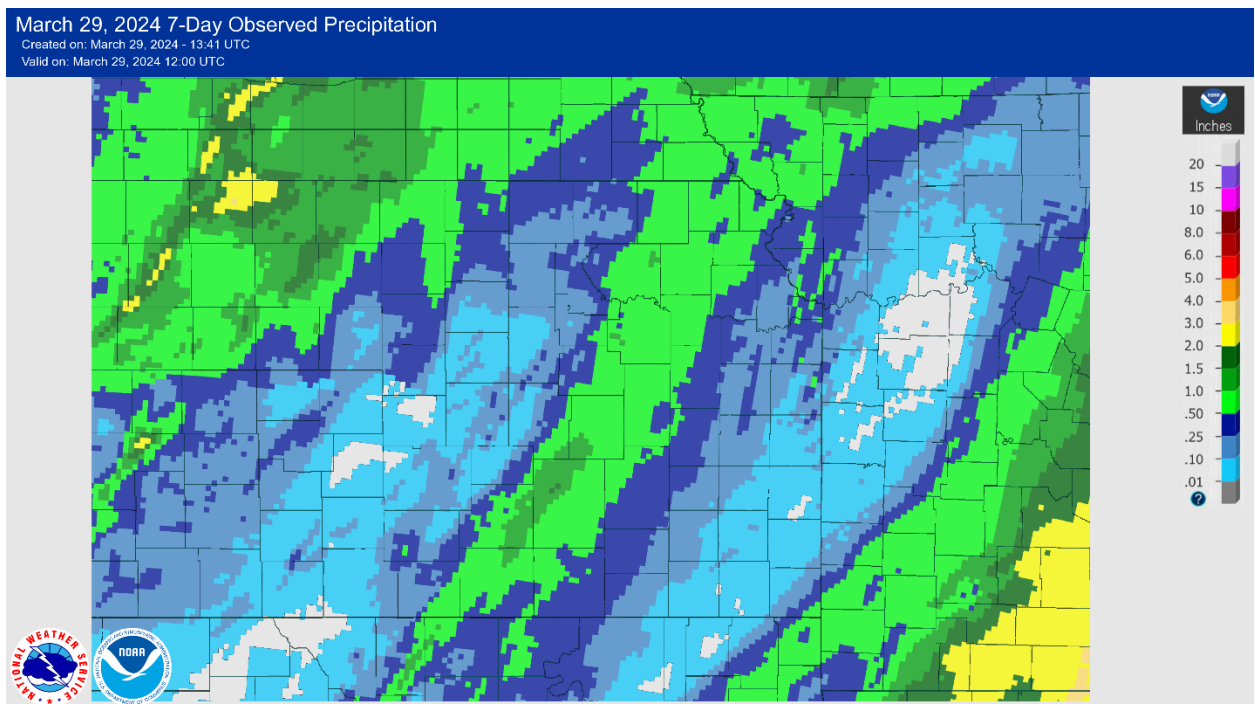 March 29, 2024 7-Day Observed Precipitation
Created on: March 29, 2024 - 13:41 UTC
Valid on: March 29, 2024 12:00 UTC
NOAA
Inches
20
15
10
8.0
6.0
5.0
4.0
3.0
2.0
1.5
1.0
.50
.25
.10
.01
?
NATIONAL WEATHER SERVICE
NOAA